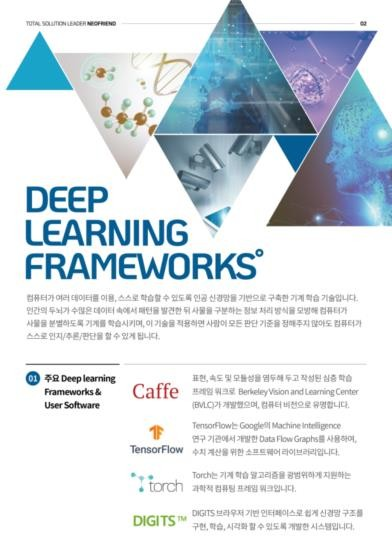 TOTAL SOLUTION LEADER NEOFRIEND
02
DEEP
LEARNING
FRAMEWORKS°
컴퓨터가 여러 데이터를 이용, 스스로 학습할 수 있도록 인공 신경망을 기반으로 구축한 기계 학습 기술입니다.
인간의 두뇌가 수많은 데이터 속에서 패턴을 발견한 뒤 사물을 구분하는 정보 처리 방식을 모방해 컴퓨터가
사물을 분별하도록 기계를 학습시키며, 이 기술을 적용하면 사람이 모든 판단 기준을 정해주지 않아도 컴퓨터가
스스로 인지/추론/판단을 할 수 있게 됩니다.
01 주요 Deep learning
Frameworks &
User Software
Caffe
표현, 속도 및 모듈성을 염두해 두고 작성된 심층 학습
프레임 워크로 Berkeley Vision and Learning Center
(BVLC)가 개발했으며, 컴퓨터 비전으로 유명합니다.
TensorFlow
TensorFlow는 Google의 Machine Intelligence
연구 기관에서 개발한 Data Flow Graphs를 사용하여,
수치 계산을 위한 소프트웨어 라이브러리입니다.
torch
Torch는 기계 학습 알고리즘을 광범위하게 지원하는
과학적 컴퓨팅 프레임 워크입니다.
DIGITS™
DIGITS 브라우저 기반 인터페이스로 쉽게 신경망 구조를
구현, 학습, 시각화 할 수 있도록 개발한 시스템입니다.